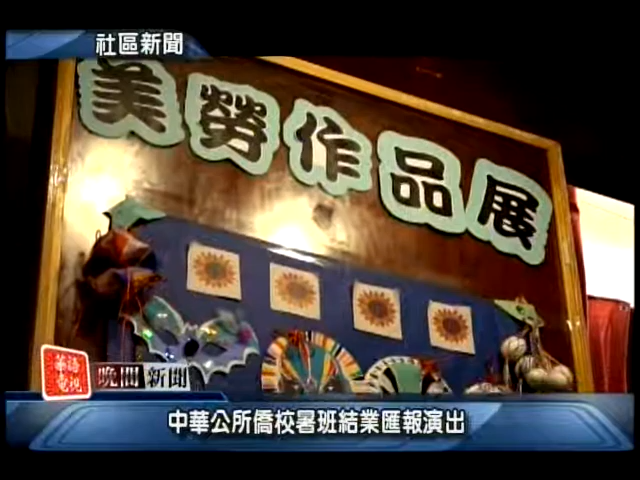 社區新聞
美勞作品展
華語
電視
晚間新聞
中華公所僑校暑班結業匯報演出